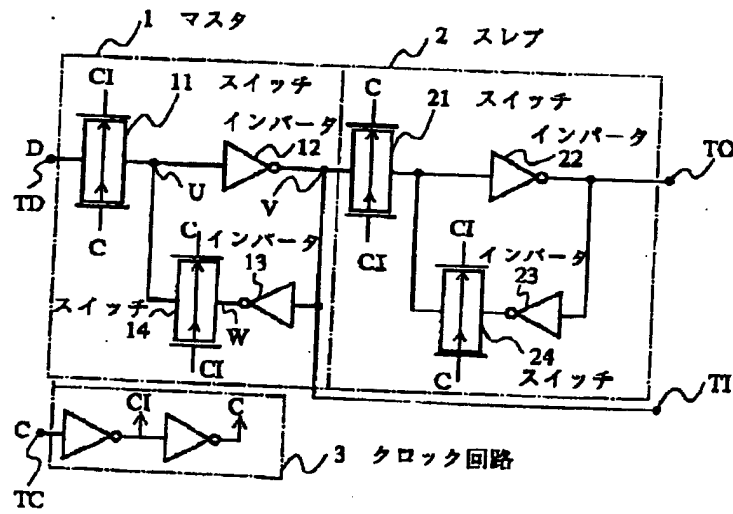 1 マスタ
2 スレブ
CI
11
スイッチ
インバータ
12
C
21
スイッチ
インバータ
22
D
TD
U
V
TO
C
CI
C
インバータ
13
W
スイッチ
14
CI
CI
インバータ
23
24
C
スイッチ
TI
C
CI
C
TC
3 クロック回路